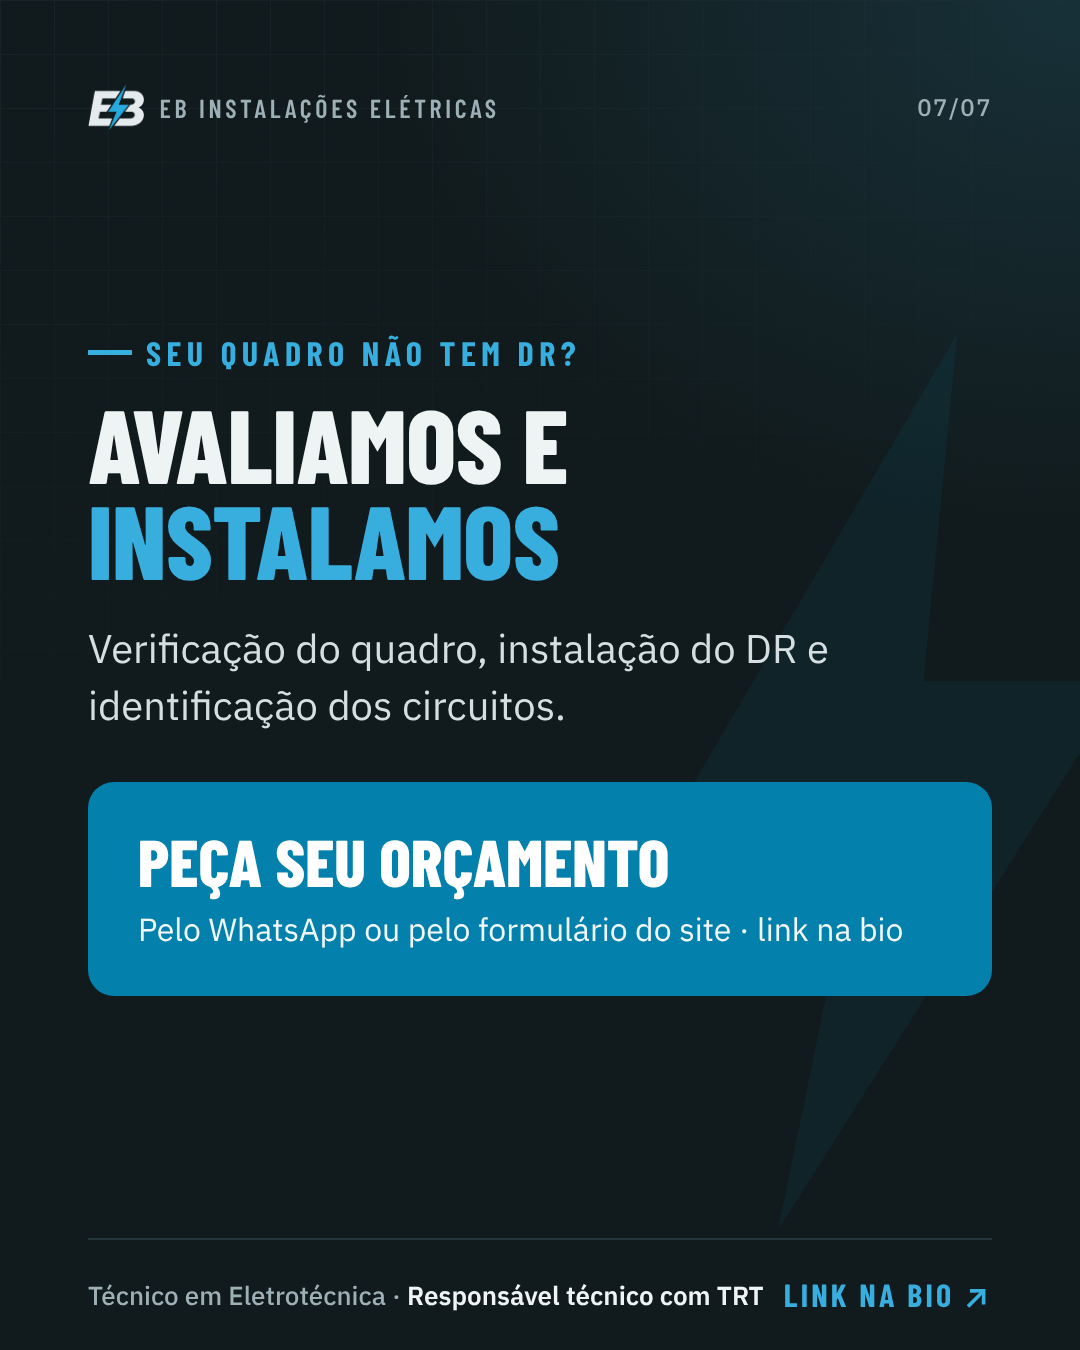 EB EB INSTALAÇÕES ELÉTRICAS
07/07
SEU QUADRO NÃO TEM DR?
AVALIAMOS E
INSTALAMOS
Verificação do quadro, instalação do DR e
identificação dos circuitos.
PEÇA SEU ORÇAMENTO
Pelo WhatsApp ou pelo formulário do site · link na bio
Técnico em Eletrotécnica · Responsável técnico com TRT
LINK NA BIO ↗